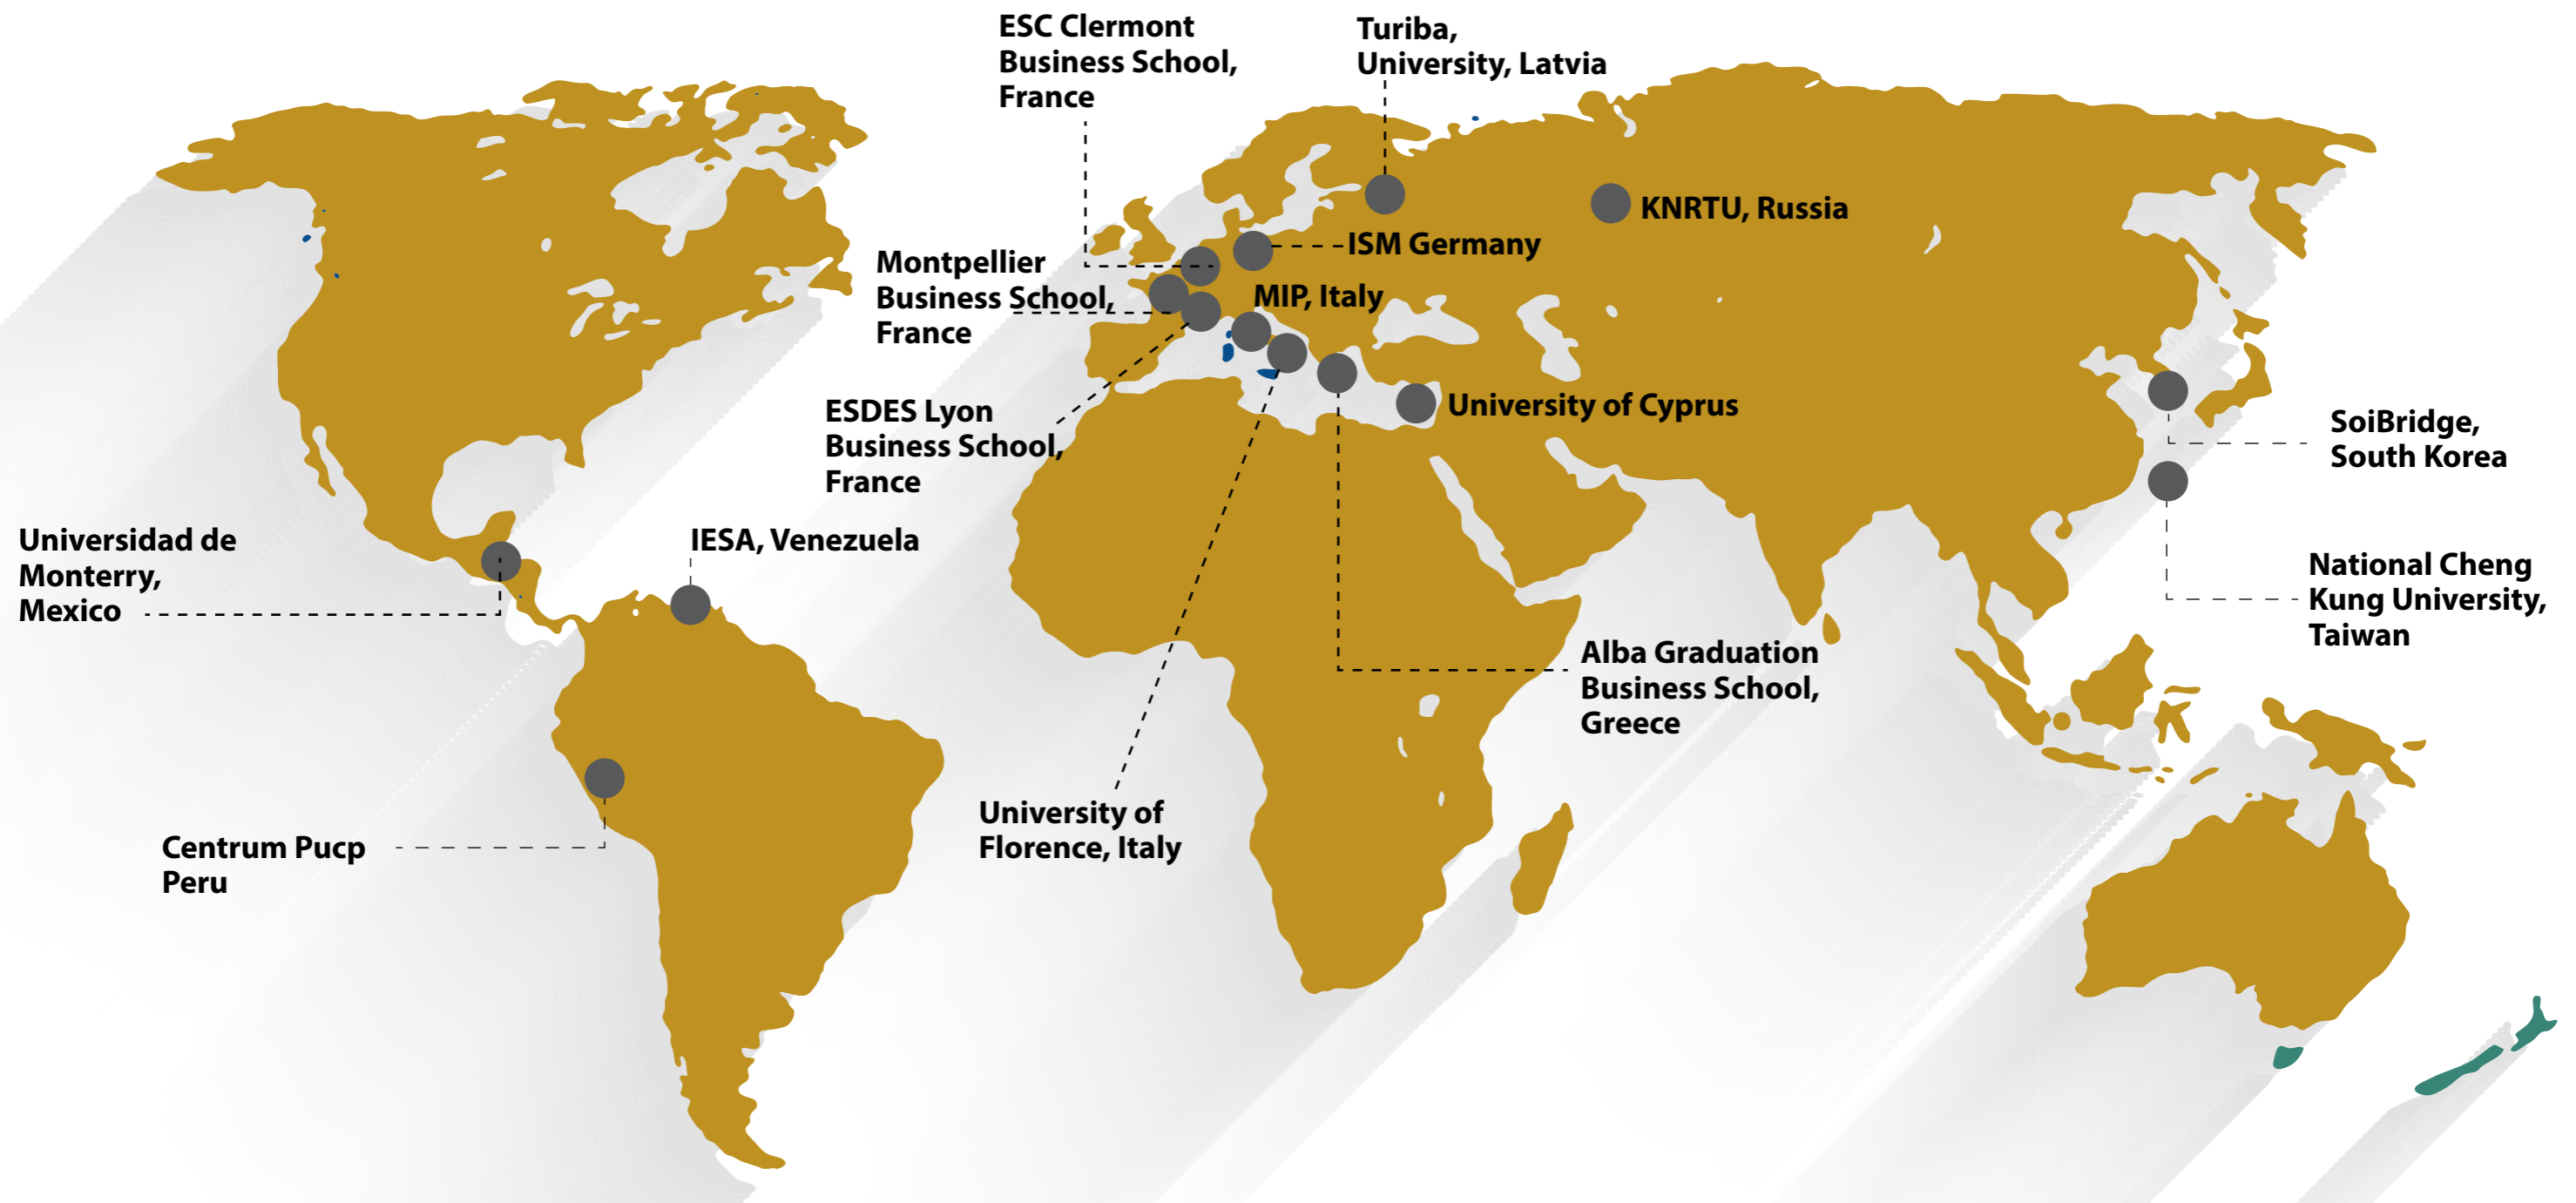 ESC Clermont
Business School,
France
Turiba,
University, Latvia
KNRTU, Russia
ISM Germany
Montpellier
Business School,
France
MIP, Italy
ESDES Lyon
Business School,
France
University of Cyprus
SoiBridge,
South Korea
Universidad de
Monterry,
Mexico
IESA, Venezuela
National Cheng
Kung University,
Taiwan
Alba Graduation
Business School,
Greece
University of
Florence, Italy
Centrum Pucp
Peru